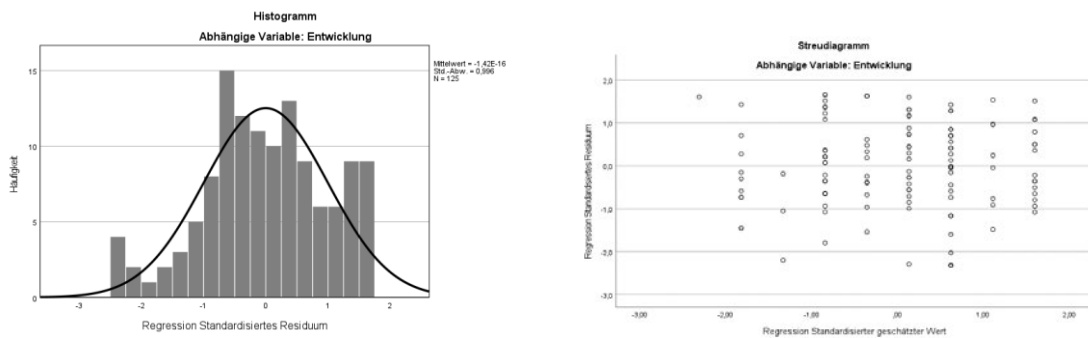 Histogramm
Abhängige Variable: Entwicklung
Mittelwert = -1,42E-16
Std.-Abw. = 0,996
N = 125
15
10
5
0
Häufigkeit
-3 -2 -1 0 1 2
Regression Standardisiertes Residuum
Streudiagramm
Abhängige Variable: Entwicklung
2,0
1,0
,0
-1,0
-2,0
-3,0
Regression Standardisiertes Residuum
-3,00 -2,00 -1,00 ,00 1,00 2,00
Regression Standardisierter geschätzter Wert